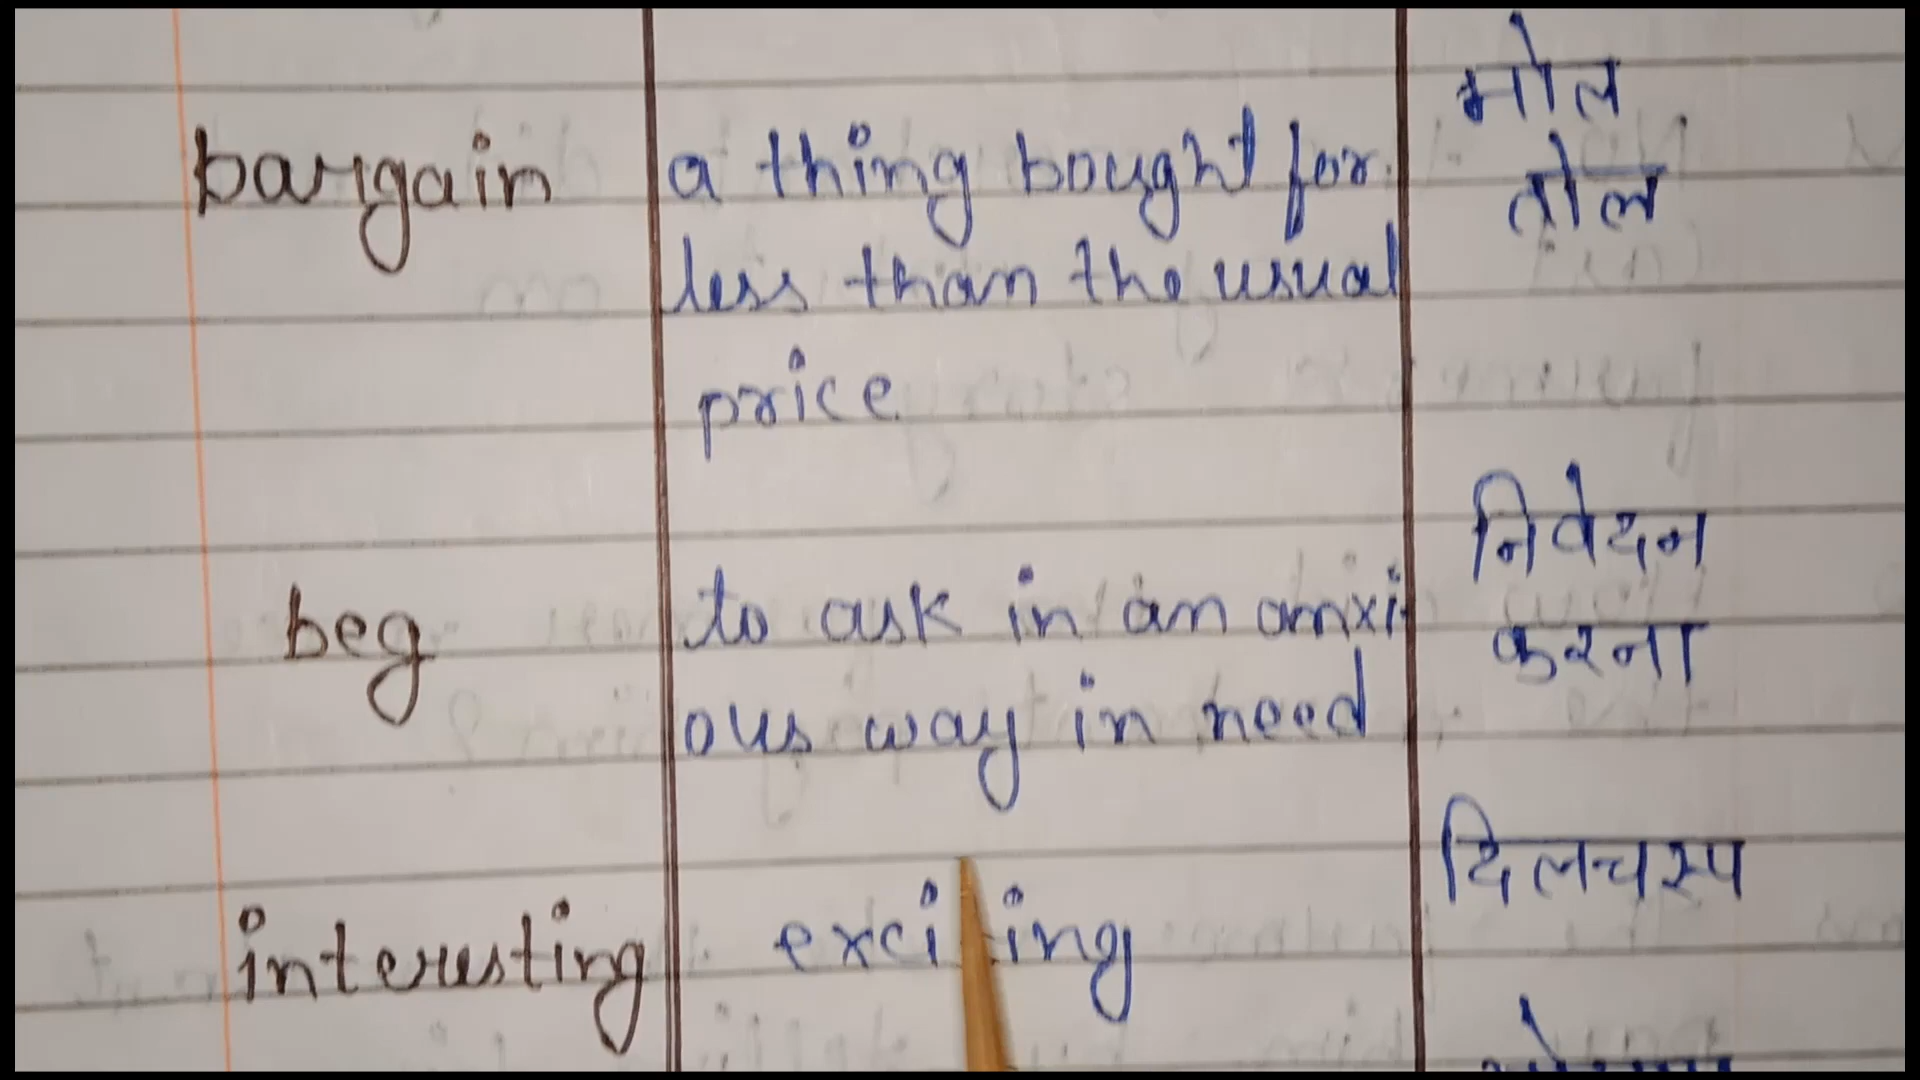 मोल
bargain a thing bought for
तोल
less than the usual
price
निवेदन
beg to ask in an anxi-
करना
ous way in need
दिलचस्प
interesting exciting